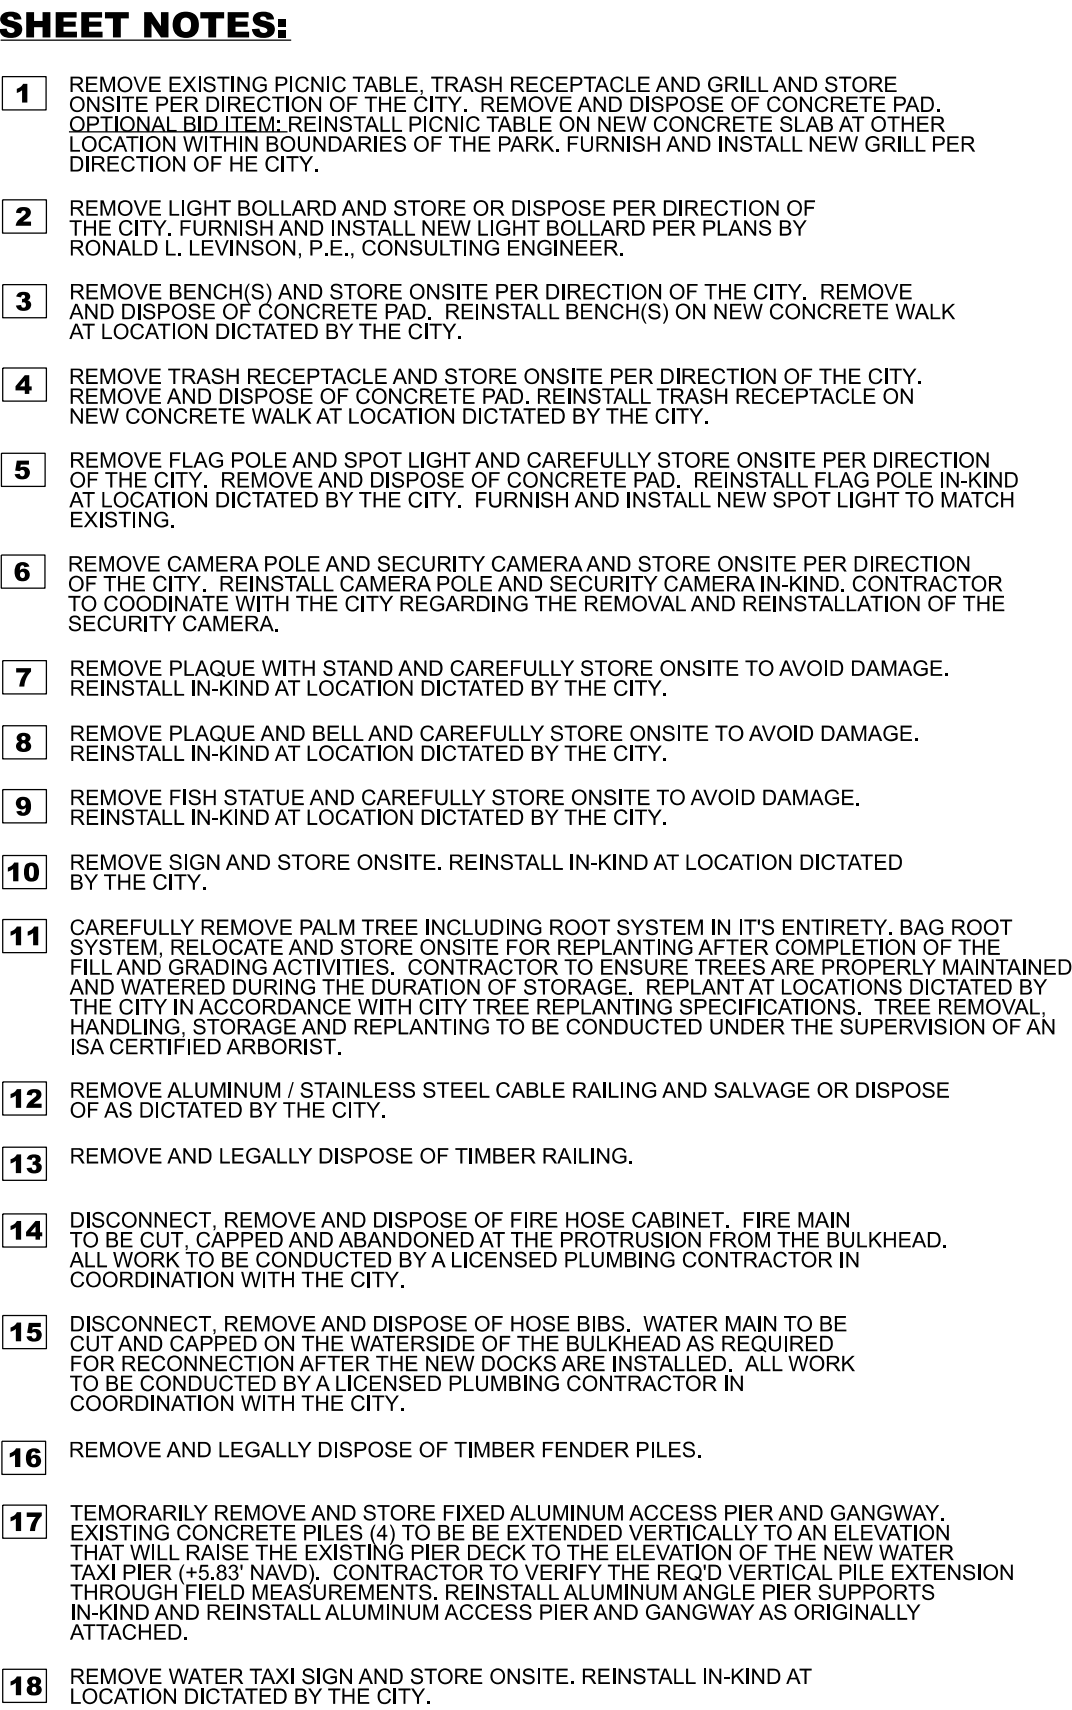 SHEET NOTES:
1 REMOVE EXISTING PICNIC TABLE, TRASH RECEPTACLE AND GRILL AND STORE
ONSITE PER DIRECTION OF THE CITY. REMOVE AND DISPOSE OF CONCRETE PAD.
OPTIONAL BID ITEM: REINSTALL PICNIC TABLE ON NEW CONCRETE SLAB AT OTHER
LOCATION WITHIN BOUNDARIES OF THE PARK. FURNISH AND INSTALL NEW GRILL PER
DIRECTION OF HE CITY.
2 REMOVE LIGHT BOLLARD AND STORE OR DISPOSE PER DIRECTION OF
THE CITY. FURNISH AND INSTALL NEW LIGHT BOLLARD PER PLANS BY
RONALD L. LEVINSON, P.E., CONSULTING ENGINEER.
3 REMOVE BENCH(S) AND STORE ONSITE PER DIRECTION OF THE CITY. REMOVE
AND DISPOSE OF CONCRETE PAD. REINSTALL BENCH(S) ON NEW CONCRETE WALK
AT LOCATION DICTATED BY THE CITY.
4 REMOVE TRASH RECEPTACLE AND STORE ONSITE PER DIRECTION OF THE CITY.
REMOVE AND DISPOSE OF CONCRETE PAD. REINSTALL TRASH RECEPTACLE ON
NEW CONCRETE WALK AT LOCATION DICTATED BY THE CITY.
5 REMOVE FLAG POLE AND SPOT LIGHT AND CAREFULLY STORE ONSITE PER DIRECTION
OF THE CITY. REMOVE AND DISPOSE OF CONCRETE PAD. REINSTALL FLAG POLE IN-KIND
AT LOCATION DICTATED BY THE CITY. FURNISH AND INSTALL NEW SPOT LIGHT TO MATCH
EXISTING.
6 REMOVE CAMERA POLE AND SECURITY CAMERA AND STORE ONSITE PER DIRECTION
OF THE CITY. REINSTALL CAMERA POLE AND SECURITY CAMERA IN-KIND. CONTRACTOR
TO COODINATE WITH THE CITY REGARDING THE REMOVAL AND REINSTALLATION OF THE
SECURITY CAMERA.
7 REMOVE PLAQUE WITH STAND AND CAREFULLY STORE ONSITE TO AVOID DAMAGE.
REINSTALL IN-KIND AT LOCATION DICTATED BY THE CITY.
8 REMOVE PLAQUE AND BELL AND CAREFULLY STORE ONSITE TO AVOID DAMAGE.
REINSTALL IN-KIND AT LOCATION DICTATED BY THE CITY.
9 REMOVE FISH STATUE AND CAREFULLY STORE ONSITE TO AVOID DAMAGE.
REINSTALL IN-KIND AT LOCATION DICTATED BY THE CITY.
10 REMOVE SIGN AND STORE ONSITE. REINSTALL IN-KIND AT LOCATION DICTATED
BY THE CITY.
11 CAREFULLY REMOVE PALM TREE INCLUDING ROOT SYSTEM IN IT'S ENTIRETY. BAG ROOT
SYSTEM, RELOCATE AND STORE ONSITE FOR REPLANTING AFTER COMPLETION OF THE
FILL AND GRADING ACTIVITIES. CONTRACTOR TO ENSURE TREES ARE PROPERLY MAINTAINED
AND WATERED DURING THE DURATION OF STORAGE. REPLANT AT LOCATIONS DICTATED BY
THE CITY IN ACCORDANCE WITH CITY TREE REPLANTING SPECIFICATIONS. TREE REMOVAL,
HANDLING, STORAGE AND REPLANTING TO BE CONDUCTED UNDER THE SUPERVISION OF AN
ISA CERTIFIED ARBORIST.
12 REMOVE ALUMINUM / STAINLESS STEEL CABLE RAILING AND SALVAGE OR DISPOSE
OF AS DICTATED BY THE CITY.
13 REMOVE AND LEGALLY DISPOSE OF TIMBER RAILING.
14 DISCONNECT, REMOVE AND DISPOSE OF FIRE HOSE CABINET. FIRE MAIN
TO BE CUT, CAPPED AND ABANDONED AT THE PROTRUSION FROM THE BULKHEAD.
ALL WORK TO BE CONDUCTED BY A LICENSED PLUMBING CONTRACTOR IN
COORDINATION WITH THE CITY.
15 DISCONNECT, REMOVE AND DISPOSE OF HOSE BIBS. WATER MAIN TO BE
CUT AND CAPPED ON THE WATERSIDE OF THE BULKHEAD AS REQUIRED
FOR RECONNECTION AFTER THE NEW DOCKS ARE INSTALLED. ALL WORK
TO BE CONDUCTED BY A LICENSED PLUMBING CONTRACTOR IN
COORDINATION WITH THE CITY.
16 REMOVE AND LEGALLY DISPOSE OF TIMBER FENDER PILES.
17 TEMORARILY REMOVE AND STORE FIXED ALUMINUM ACCESS PIER AND GANGWAY.
EXISTING CONCRETE PILES (4) TO BE BE EXTENDED VERTICALLY TO AN ELEVATION
THAT WILL RAISE THE EXISTING PIER DECK TO THE ELEVATION OF THE NEW WATER
TAXI PIER (+5.83' NAVD). CONTRACTOR TO VERIFY THE REQ'D VERTICAL PILE EXTENSION
THROUGH FIELD MEASUREMENTS. REINSTALL ALUMINUM ANGLE PIER SUPPORTS
IN-KIND AND REINSTALL ALUMINUM ACCESS PIER AND GANGWAY AS ORIGINALLY
ATTACHED.
18 REMOVE WATER TAXI SIGN AND STORE ONSITE. REINSTALL IN-KIND AT
LOCATION DICTATED BY THE CITY.